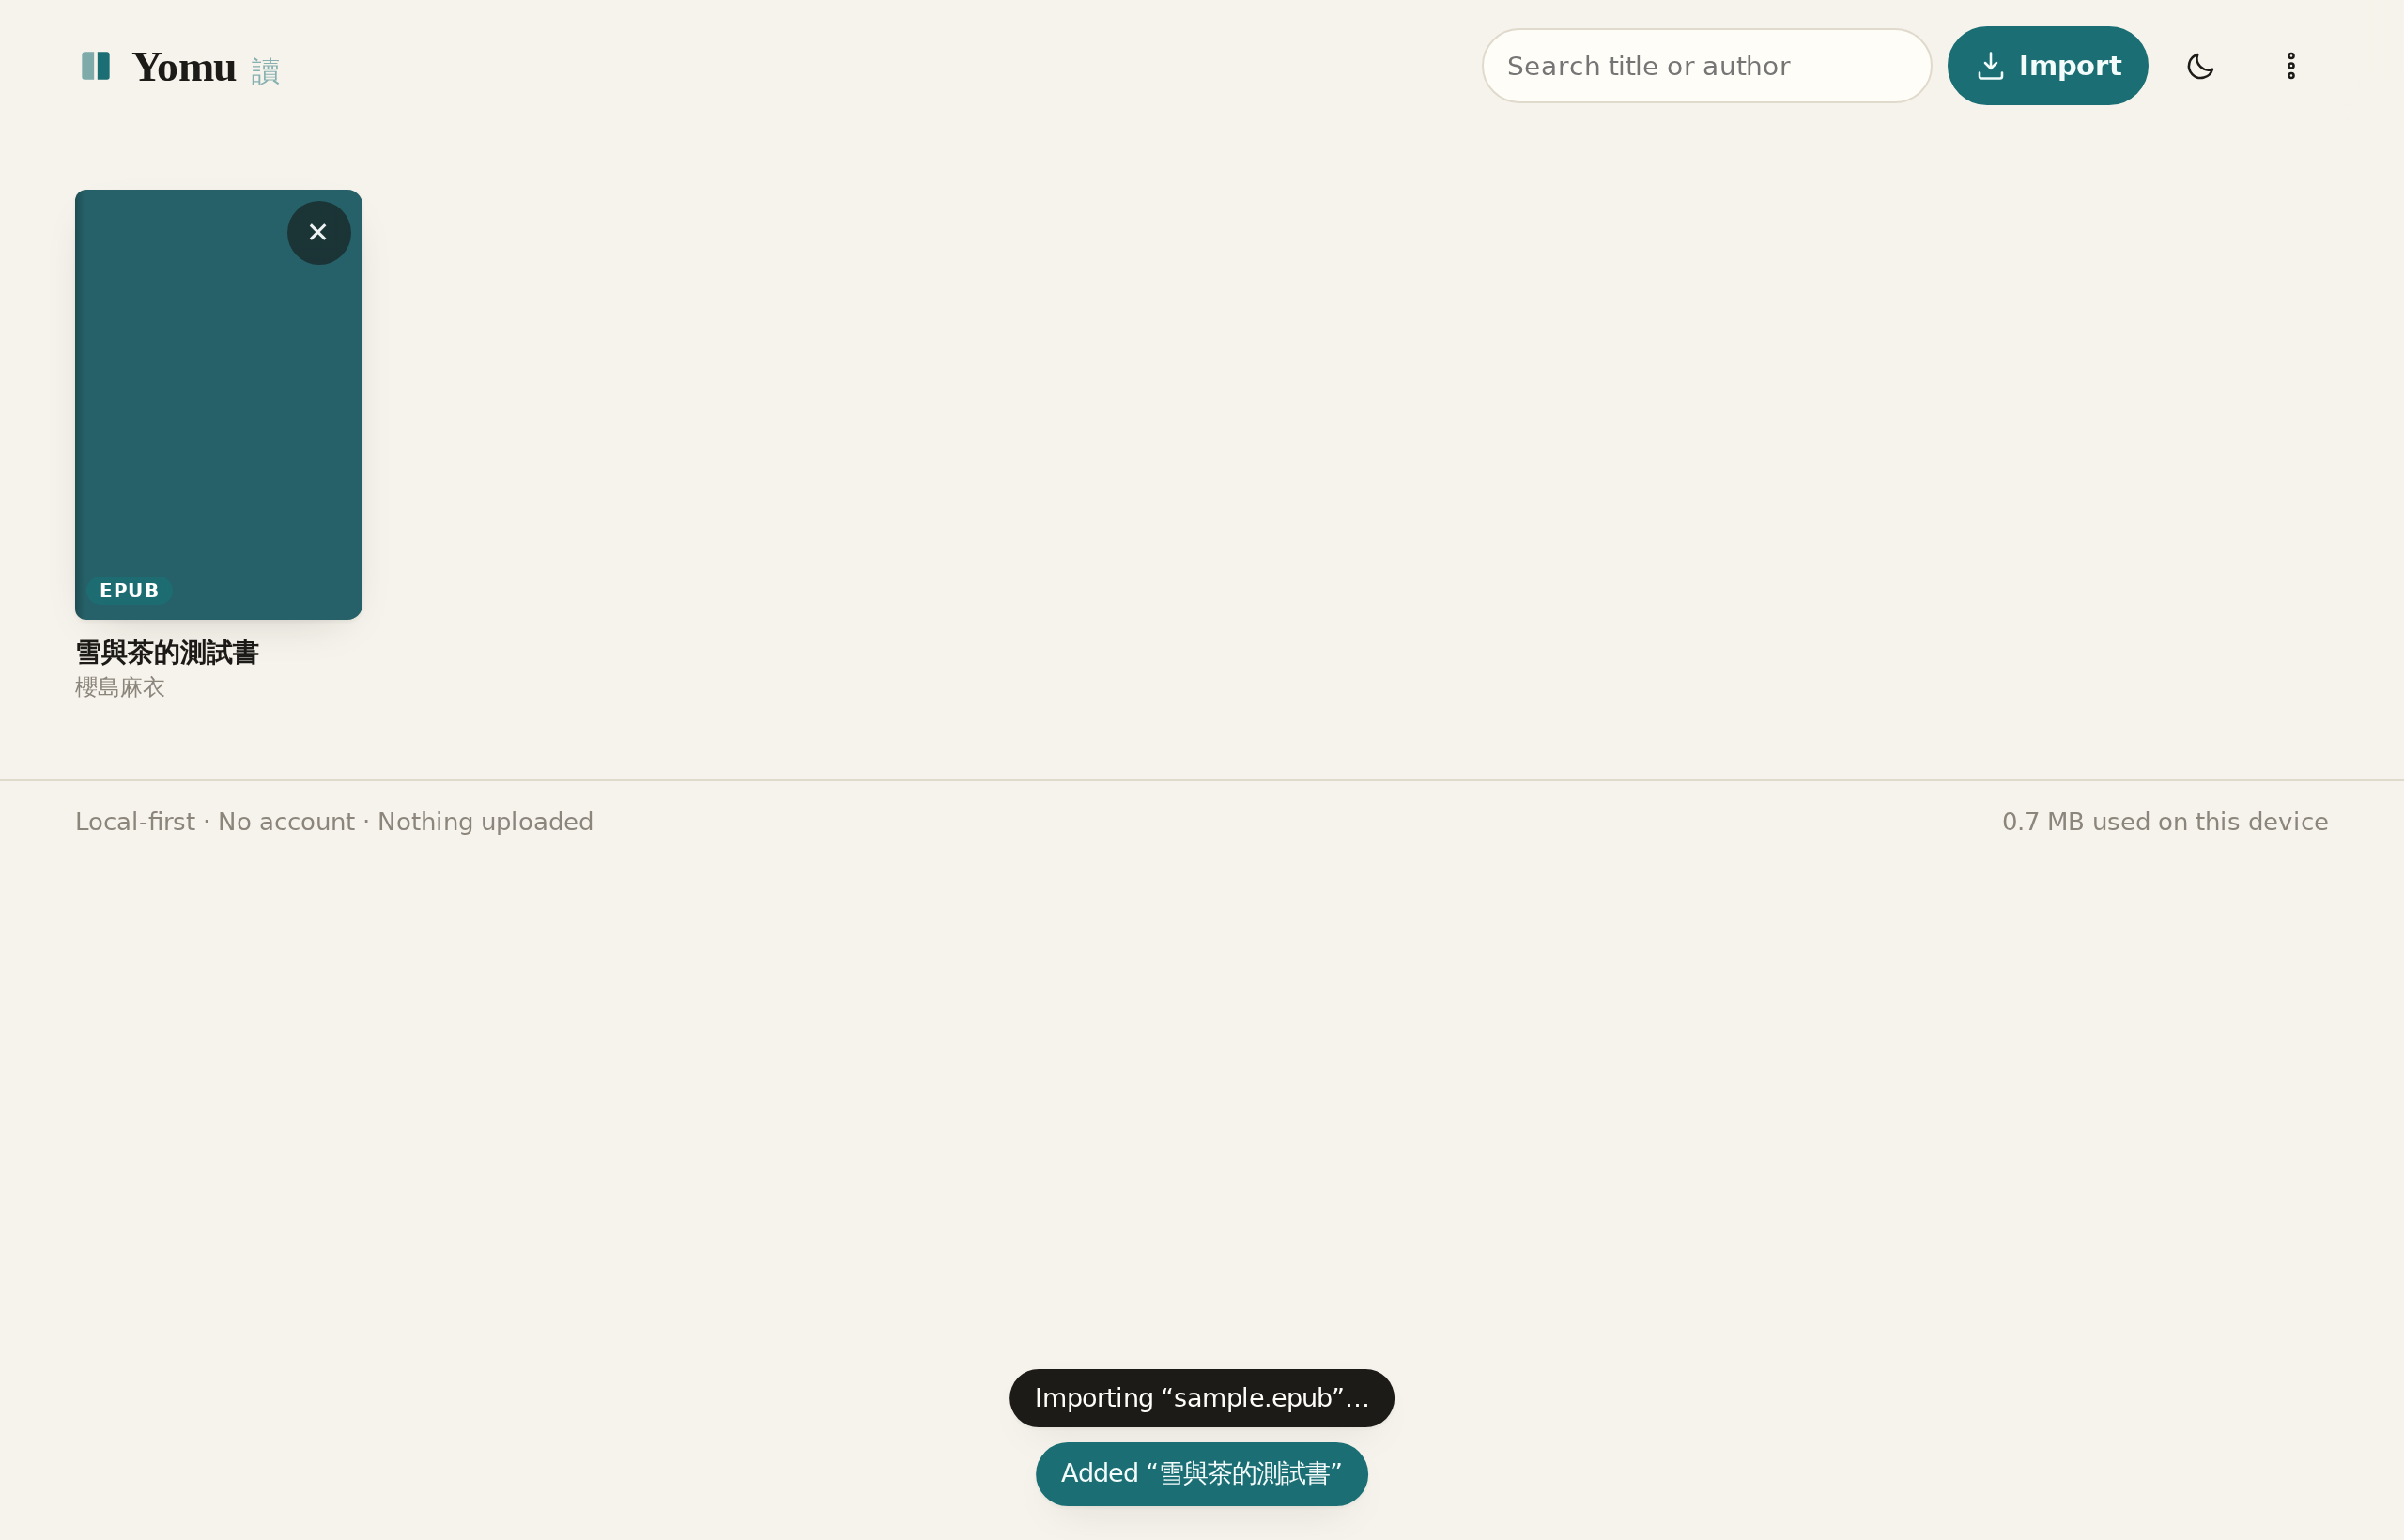 Yomu 讀
Search title or author
Import
EPUB
雪與茶的測試書
櫻島麻衣
Local-first · No account · Nothing uploaded
0.7 MB used on this device
Importing “sample.epub”…
Added “雪與茶的測試書”